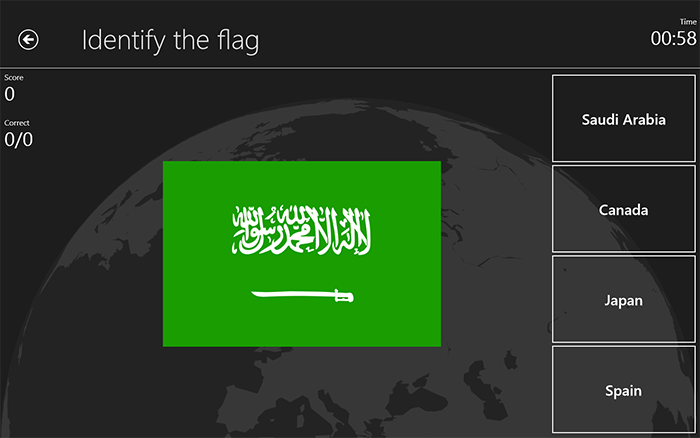 Identify the flag
Time
00:58
Score
0
Correct
0/0
لا إله إلا الله محمد رسول الله
Saudi Arabia
Canada
Japan
Spain